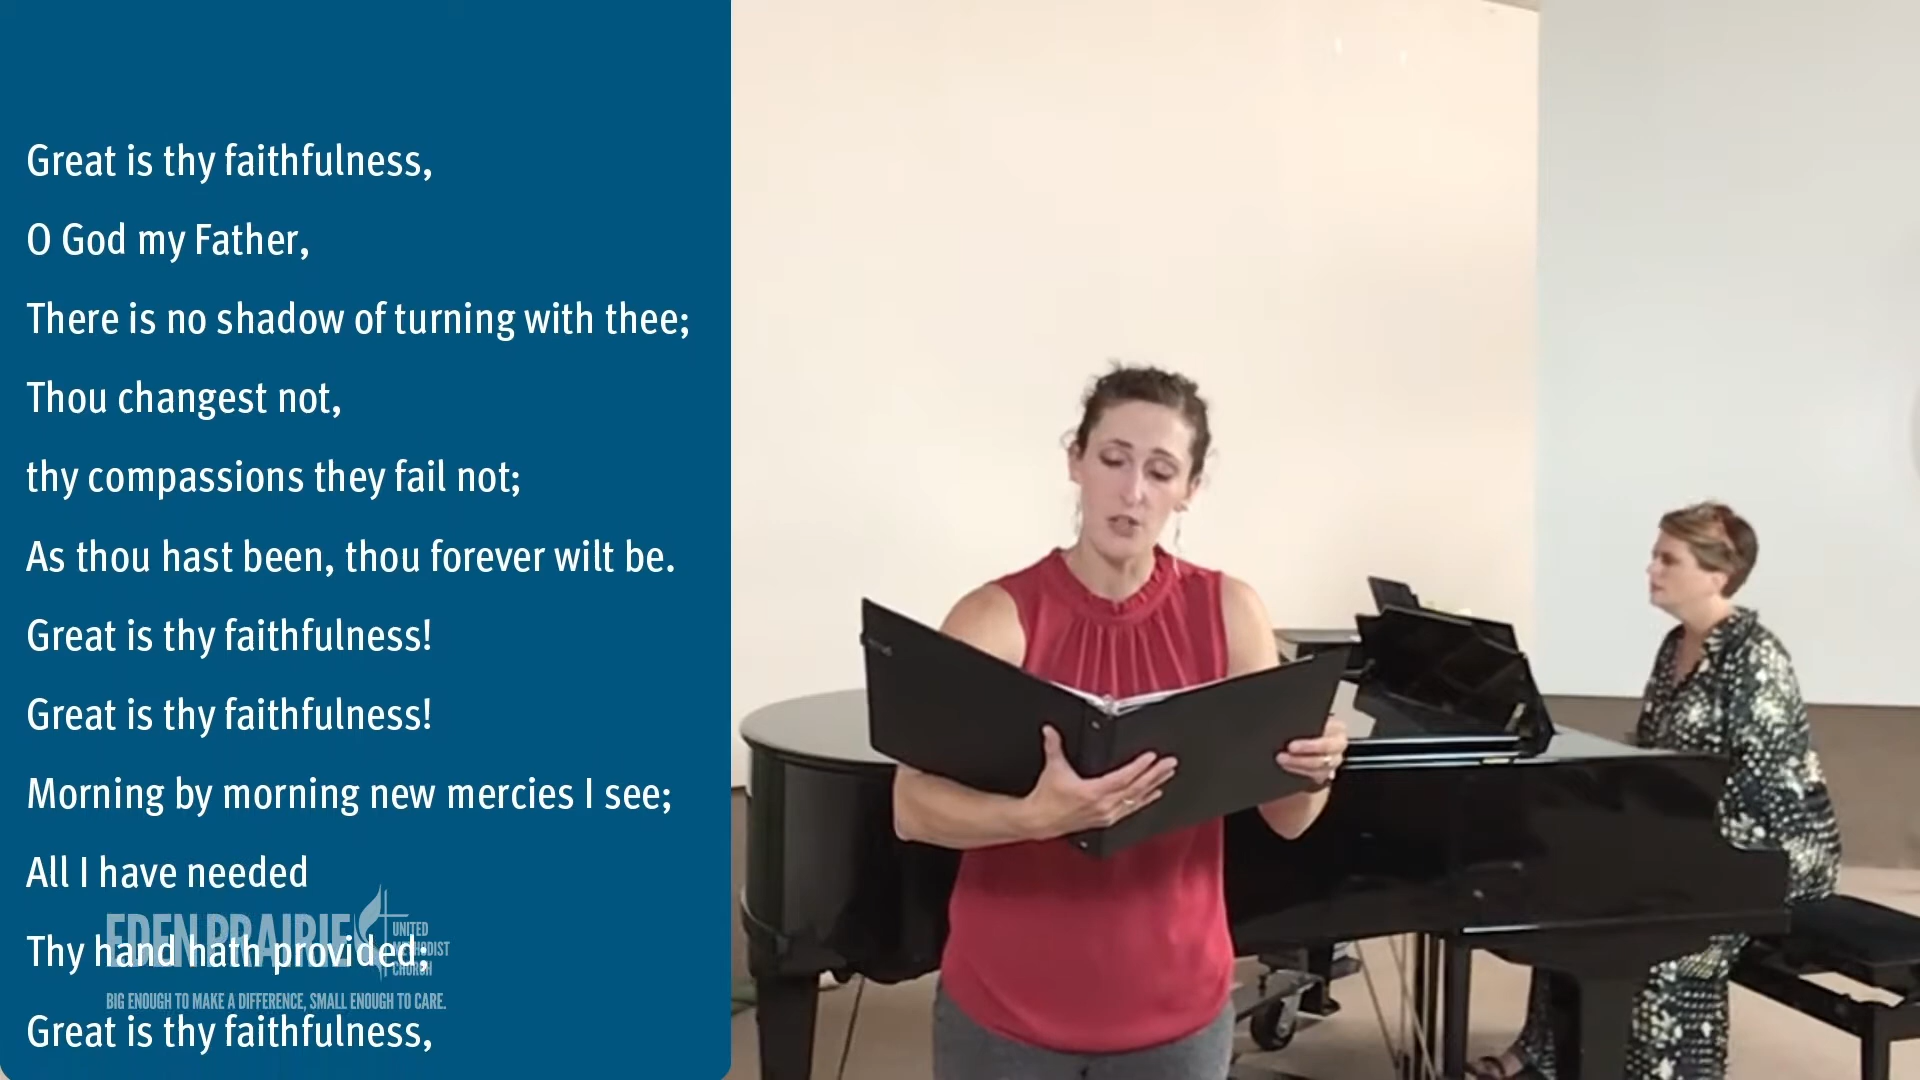 Great is thy faithfulness,
O God my Father,
There is no shadow of turning with thee;
Thou changest not,
thy compassions they fail not;
As thou hast been, thou forever wilt be.
Great is thy faithfulness!
Great is thy faithfulness!
Morning by morning new mercies I see;
All I have needed
Thy hand hath provided;
EDEN PRAIRIE
UNITED
METHODIST
CHURCH
BIG ENOUGH TO MAKE A DIFFERENCE, SMALL ENOUGH TO CARE.
Great is thy faithfulness,